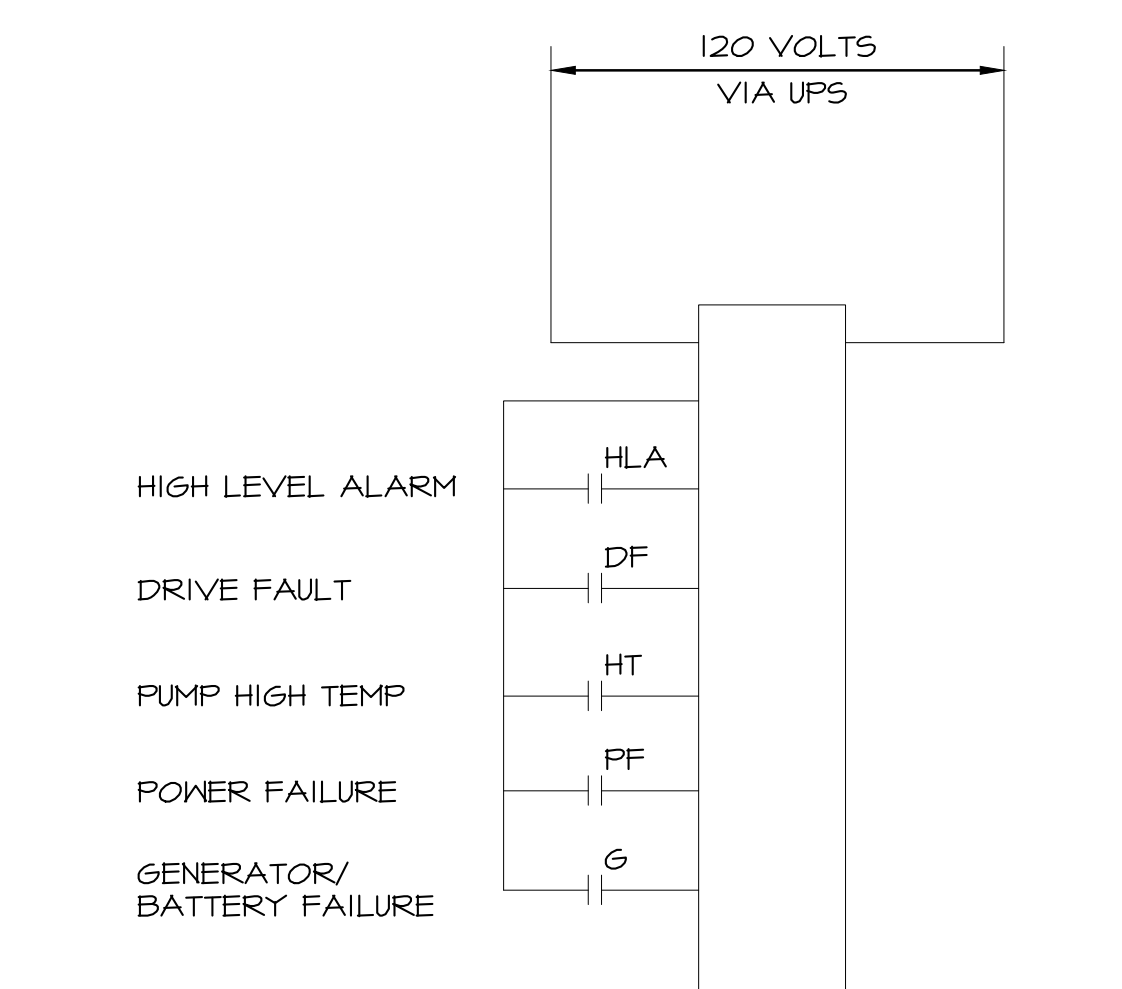 120 VOLTS
VIA UPS
HLA
HIGH LEVEL ALARM
DF
DRIVE FAULT
HT
PUMP HIGH TEMP
PF
POWER FAILURE
G
GENERATOR/
BATTERY FAILURE